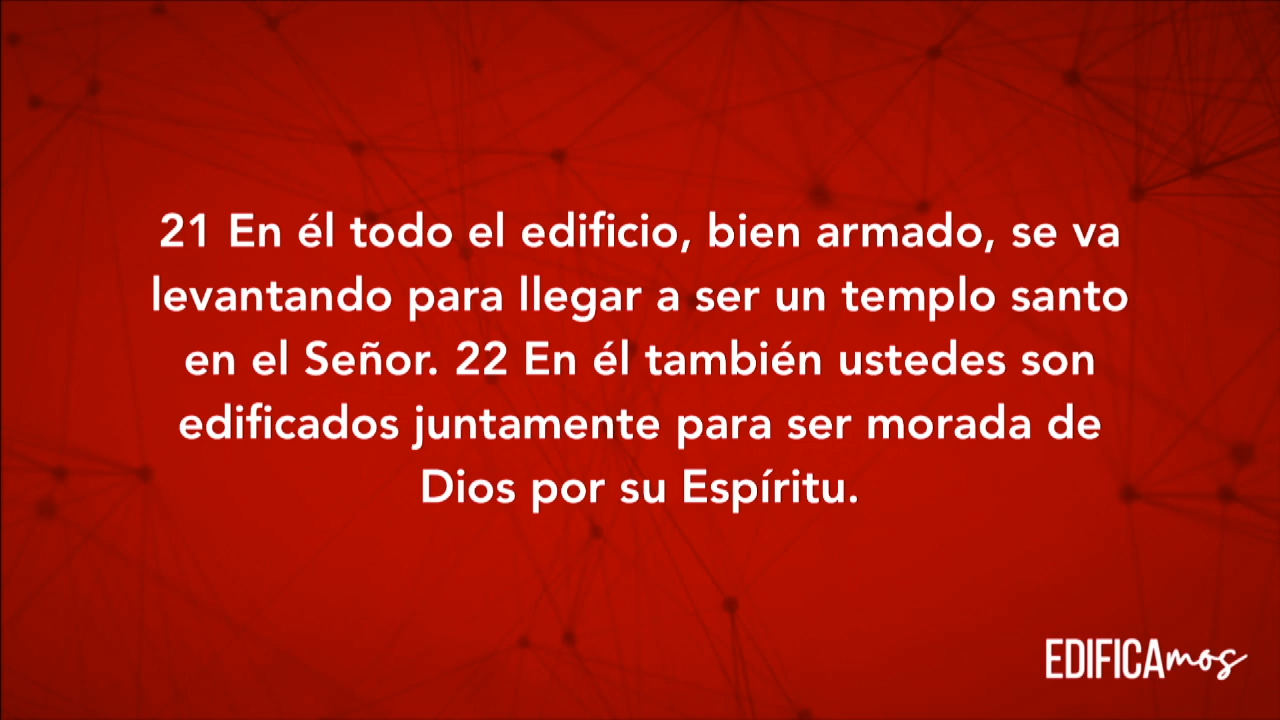 21 En él todo el edificio, bien armado, se va
levantando para llegar a ser un templo santo
en el Señor. 22 En él también ustedes son
edificados juntamente para ser morada de
Dios por su Espíritu.
EDIFICAmos